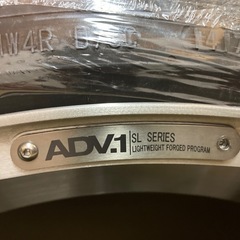 ADV.1
SL SERIES
LIGHTWEIGHT FORGED PROGRAM